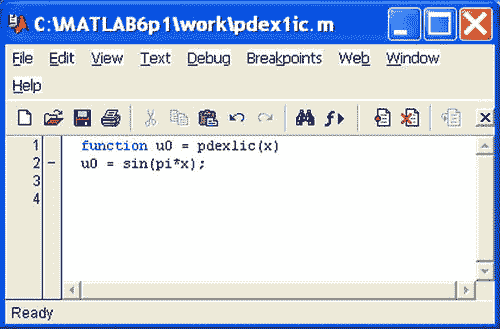 C:\MATLAB6p1\work\pdex1ic.m
File Edit View Text Debug Breakpoints Web Window
Help
1 function u0 = pdex1ic(x)
2 – u0 = sin(pi*x);
3
4
Ready